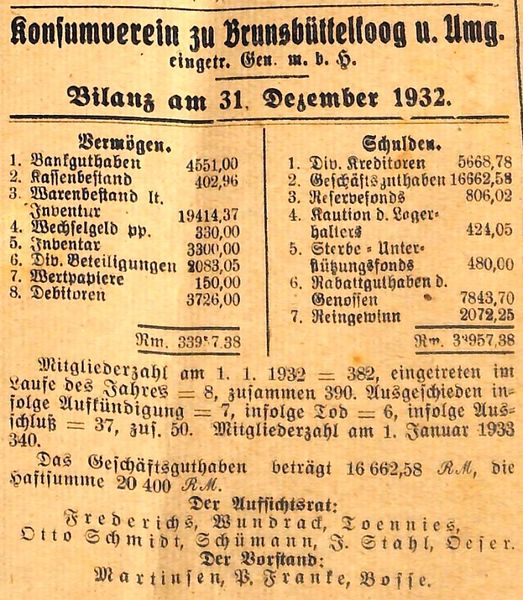 Konsumverein zu Brunsbüttelkoog u. Umg.
eingetr. Gen. m. b. H.
Bilanz am 31. Dezember 1932.
Vermögen.
1. Bankguthaben 4551,00
2. Kassenbestand 402,96
3. Warenbestand lt.
Inventur 19414,37
4. Wechselgeld pp. 330,00
5. Inventar 3300,00
6. Div. Beteiligungen 2083,05
7. Wertpapiere 150,00
8. Debitoren 3726,00
Rm. 33957,38
Schulden.
1. Div. Kreditoren 5668,78
2. Geschäftsguthaben 16662,58
3. Reservefonds 806,02
4. Kaution d. Lager-
halters 424,05
5. Sterbe-Unter-
stützungsfonds 480,00
6. Rabattguthaben d.
Genossen 7843,70
7. Reingewinn 2072,25
Rm. 33957,38
Mitgliederzahl am 1. 1. 1932 = 382, eingetreten im
Laufe des Jahres = 8, zusammen 390. Ausgeschieden in-
folge Aufkündigung = 7, infolge Tod = 6, infolge Aus-
schluß = 37, zus. 50. Mitgliederzahl am 1. Januar 1933
340.
Das Geschäftsguthaben beträgt 16 662,58 RM, die
Haftsumme 20 400 RM.
Der Aufsichtsrat:
Frederichs, Wundrack, Toennies,
Otto Schmidt, Schümann, J. Stahl, Oeser.
Der Vorstand:
Martinsen, P. Franke, Bosse.